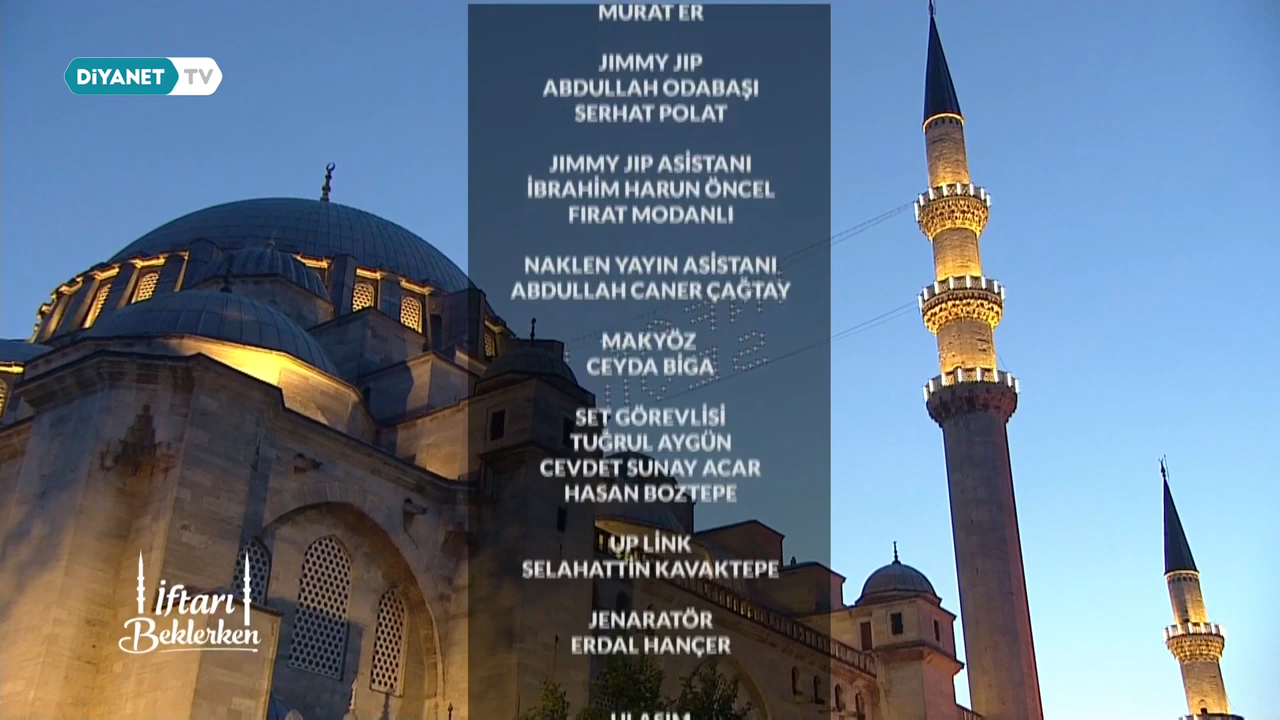 DİYANET TV
MURAT ER
JIMMY JIP
ABDULLAH ODABAŞI
SERHAT POLAT
JIMMY JIP ASİSTANI
İBRAHİM HARUN ÖNCEL
FIRAT MODANLI
NAKLEN YAYIN ASİSTANI
ABDULLAH CANER ÇAĞTAY
MAKYÖZ
CEYDA BİGA
SET GÖREVLİSİ
TUĞRUL AYGÜN
CEVDET SUNAY ACAR
HASAN BOZTEPE
UP LİNK
SELAHATTİN KAVAKTEPE
JENARATÖR
ERDAL HANÇER
ULAŞIM
İftarı
Beklerken